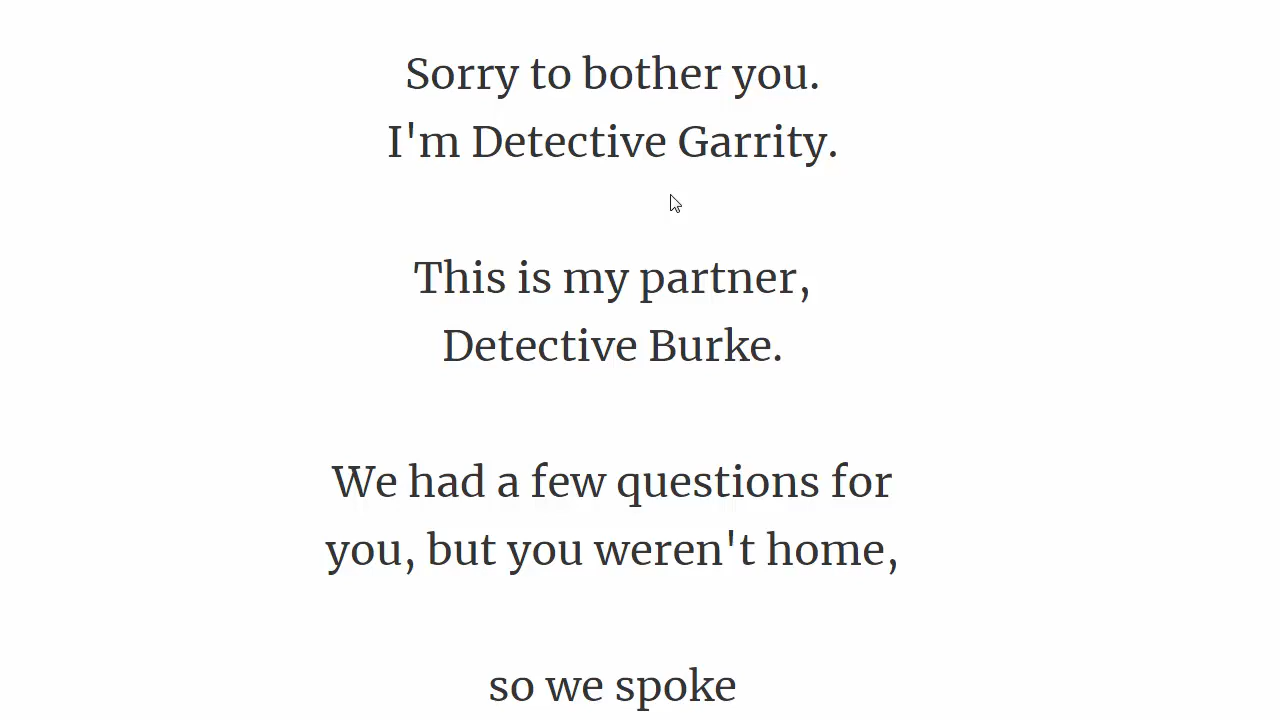 Sorry to bother you.
I'm Detective Garrity.
This is my partner,
Detective Burke.
We had a few questions for
you, but you weren't home,
so we spoke